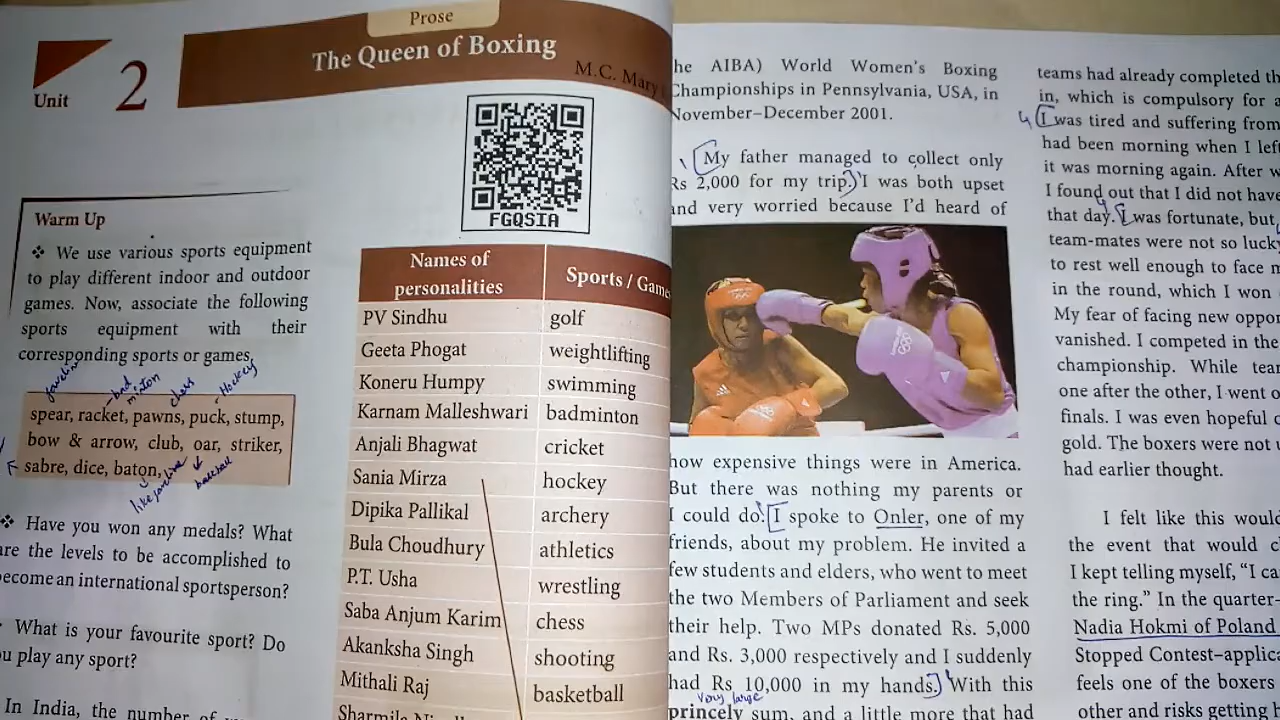 Prose
Unit 2
The Queen of Boxing
M.C. Mary
FGQSIA
Warm Up
❖ We use various sports equipment
to play different indoor and outdoor
games. Now, associate the following
sports equipment with their
corresponding sports or games.
javelin
bad
minton
chess
Hockey
spear, racket, pawns, puck, stump,
bow & arrow, club, oar, striker,
sabre, dice, baton,
like javelin
baseball
❖ Have you won any medals? What
are the levels to be accomplished to
become an international sportsperson?
What is your favourite sport? Do
you play any sport?
In India, the number of
Names of personalities
Sports / Games
PV Sindhu golf
Geeta Phogat weightlifting
Koneru Humpy swimming
Karnam Malleshwari badminton
Anjali Bhagwat cricket
Sania Mirza hockey
Dipika Pallikal archery
Bula Choudhury athletics
P.T. Usha wrestling
Saba Anjum Karim chess
Akanksha Singh shooting
Mithali Raj basketball
Sharmila
the AIBA) World Women's Boxing
Championships in Pennsylvania, USA, in
November–December 2001.
My father managed to collect only
Rs 2,000 for my trip. I was both upset
and very worried because I'd heard of
how expensive things were in America.
But there was nothing my parents or
I could do. I spoke to Onler, one of my
friends, about my problem. He invited a
few students and elders, who went to meet
the two Members of Parliament and seek
their help. Two MPs donated Rs. 5,000
and Rs. 3,000 respectively and I suddenly
had Rs 10,000 in my hands. With this
very large
princely sum, and a little more that had
teams had already completed th
in, which is compulsory for a
I was tired and suffering from
had been morning when I left
it was morning again. After w
I found out that I did not have
that day. I was fortunate, but
team-mates were not so lucky
to rest well enough to face m
in the round, which I won
My fear of facing new oppor
vanished. I competed in the
championship. While tear
one after the other, I went o
finals. I was even hopeful o
gold. The boxers were not
had earlier thought.
I felt like this would
the event that would c
I kept telling myself, "I ca
the ring." In the quarter-
Nadia Hokmi of Poland
Stopped Contest–applica
feels one of the boxers
other and risks getting h